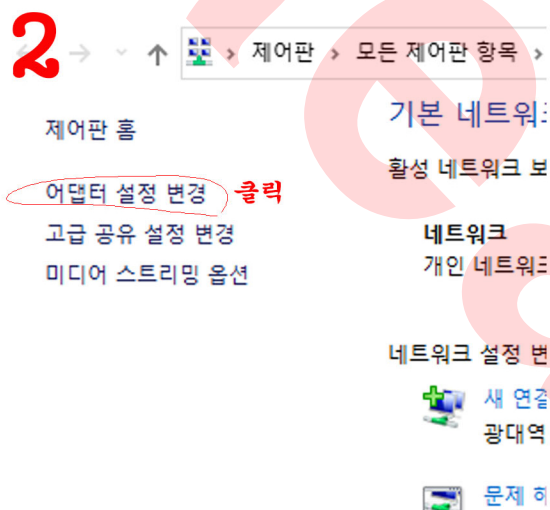 2
제어판 > 모든 제어판 항목 >
제어판 홈
어댑터 설정 변경 클릭
고급 공유 설정 변경
미디어 스트리밍 옵션
기본 네트워
활성 네트워크 보
네트워크
개인 네트워크
네트워크 설정 변
새 연결
광대역
문제 해